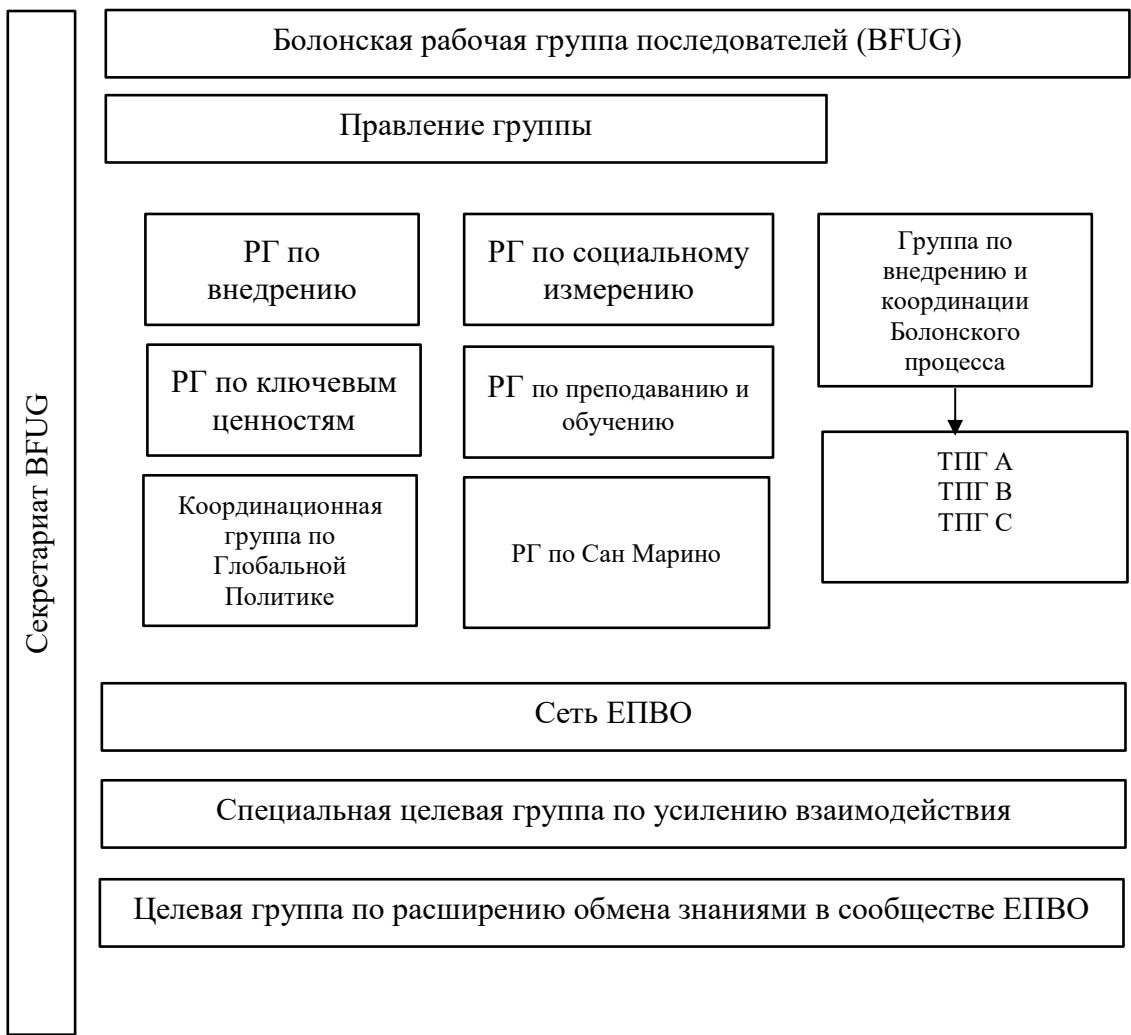 Секретариат BFUG
Болонская рабочая группа последователей (BFUG)
Правление группы
РГ по
внедрению
РГ по социальному
измерению
Группа по
внедрению и
координации
Болонского
процесса
РГ по ключевым
ценностям
РГ по преподаванию и
обучению
ТПГ А
ТПГ В
ТПГ С
Координационная
группа по
Глобальной
Политике
РГ по Сан Марино
Сеть ЕПВО
Специальная целевая группа по усилению взаимодействия
Целевая группа по расширению обмена знаниями в сообществе ЕПВО